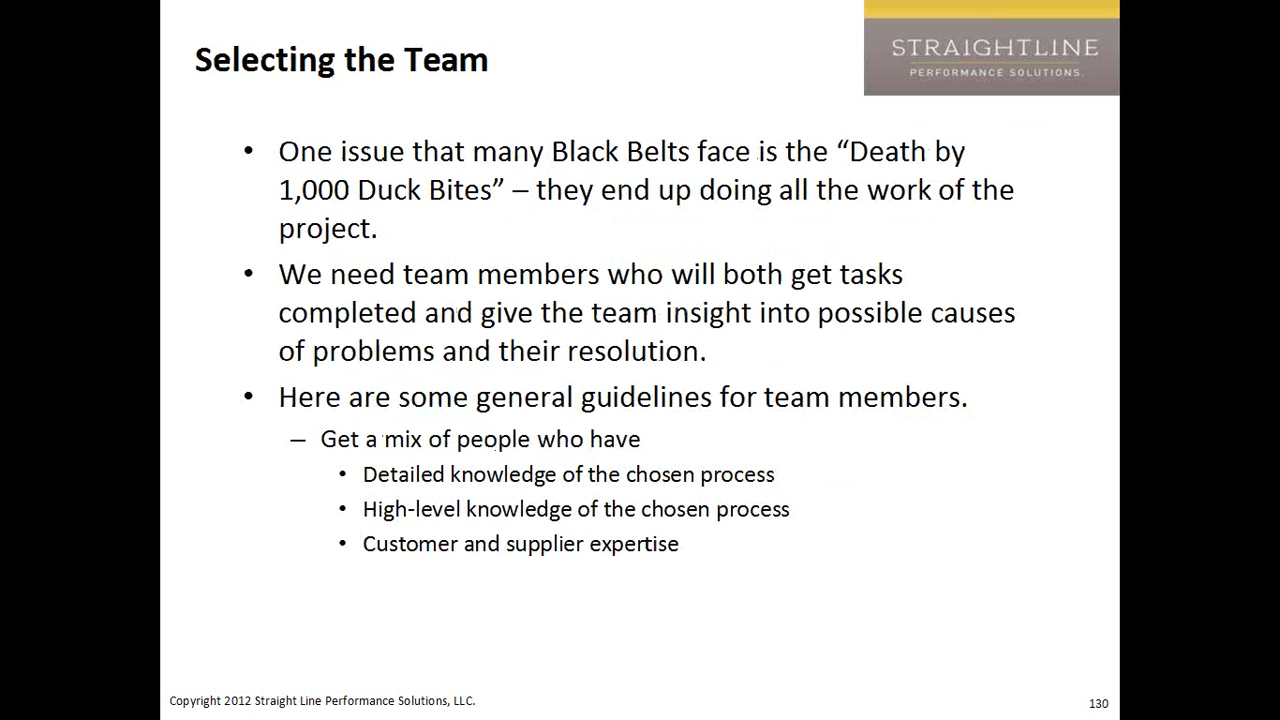 Selecting the Team
STRAIGHTLINE
PERFORMANCE SOLUTIONS.
• One issue that many Black Belts face is the “Death by
1,000 Duck Bites” – they end up doing all the work of the
project.
• We need team members who will both get tasks
completed and give the team insight into possible causes
of problems and their resolution.
• Here are some general guidelines for team members.
– Get a mix of people who have
• Detailed knowledge of the chosen process
• High-level knowledge of the chosen process
• Customer and supplier expertise
Copyright 2012 Straight Line Performance Solutions, LLC.
130